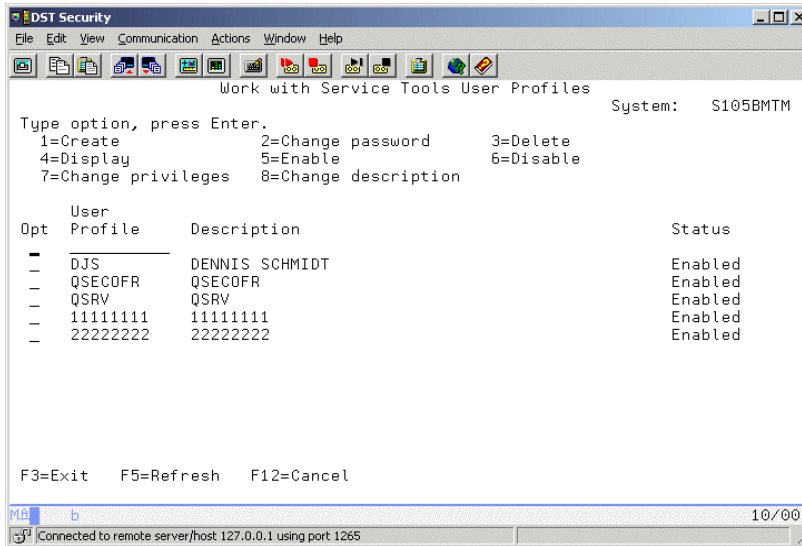 DST Security
File Edit View Communication Actions Window Help
Work with Service Tools User Profiles
System: S105BMTM
Type option, press Enter.
1=Create 2=Change password 3=Delete
4=Display 5=Enable 6=Disable
7=Change privileges 8=Change description
User
Opt Profile Description Status
DJS DENNIS SCHMIDT Enabled
QSECOFR QSECOFR Enabled
QSRV QSRV Enabled
11111111 11111111 Enabled
22222222 22222222 Enabled
F3=Exit F5=Refresh F12=Cancel
MA b 10/00
Connected to remote server/host 127.0.0.1 using port 1265